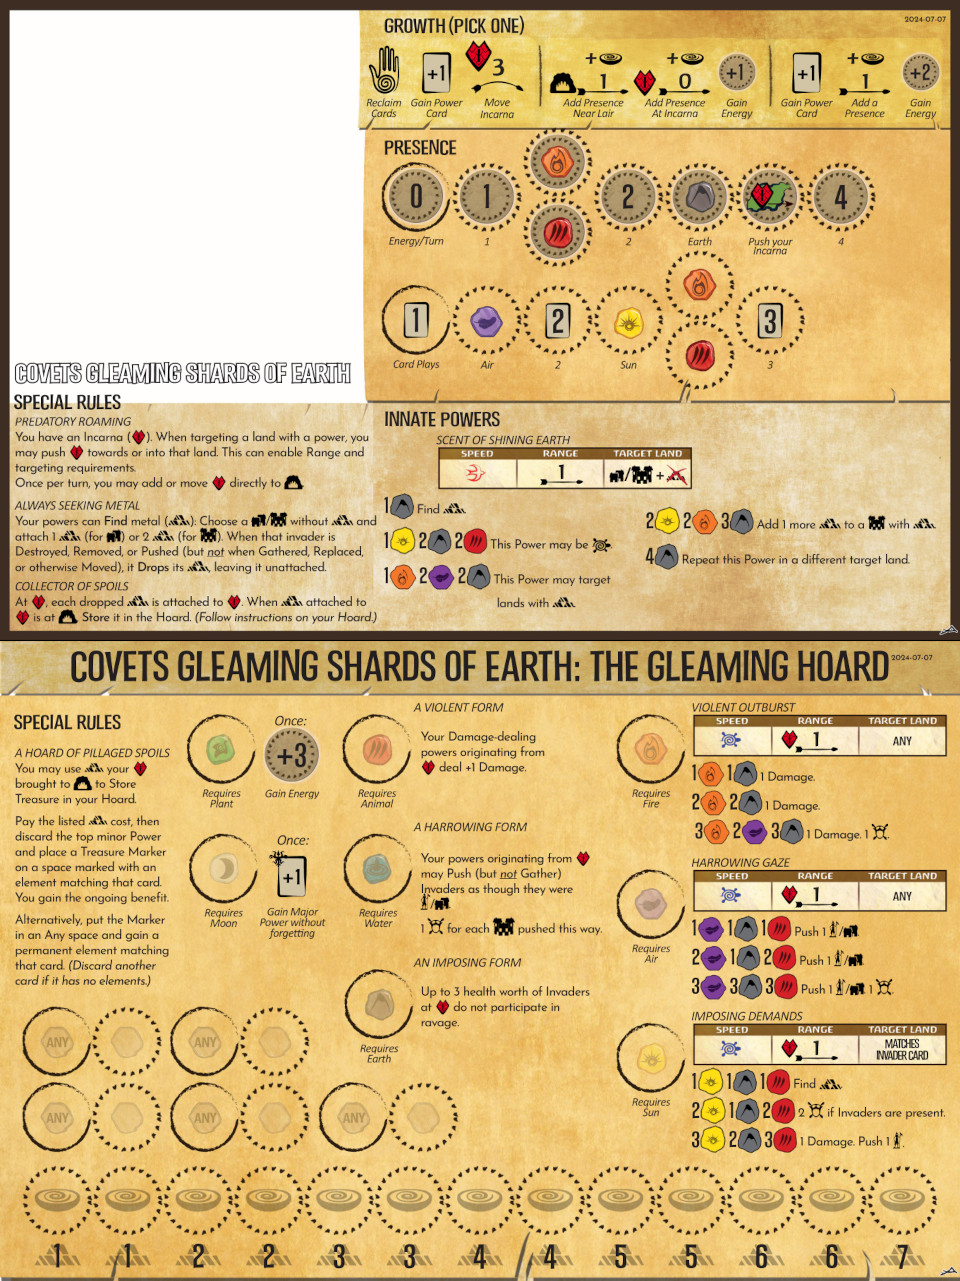 GROWTH (PICK ONE)
2024-07-07
+1
3
+
1
+
0
+1
+1
+
1
+2
Reclaim Cards
Gain Power Card
Move Incarna
Add Presence Near Lair
Add Presence At Incarna
Gain Energy
Gain Power Card
Add a Presence
Gain Energy
PRESENCE
0
1
2
4
Energy/Turn
1
2
Earth
Push your Incarna
4
1
2
3
Card Plays
Air
2
Sun
3
COVETS GLEAMING SHARDS OF EARTH
SPECIAL RULES
PREDATORY ROAMING
You have an Incarna ( ). When targeting a land with a power, you
may push towards or into that land. This can enable Range and
targeting requirements.
Once per turn, you may add or move directly to .
ALWAYS SEEKING METAL
Your powers can Find metal ( ): Choose a / without and
attach 1 (for ) or 2 (for ). When that invader is
Destroyed, Removed, or Pushed (but not when Gathered, Replaced,
or otherwise Moved), it Drops its , leaving it unattached.
COLLECTOR OF SPOILS
At , each dropped is attached to . When attached to
is at Store it in the Hoard. (Follow instructions on your Hoard.)
INNATE POWERS
SCENT OF SHINING EARTH
SPEED RANGE TARGET LAND
1 / +
1 Find .
1 2 2 This Power may be .
1 2 2 This Power may target
lands with .
2 2 3 Add 1 more to a with .
4 Repeat this Power in a different target land.
COVETS GLEAMING SHARDS OF EARTH: THE GLEAMING HOARD
2024-07-07
SPECIAL RULES
A HOARD OF PILLAGED SPOILS
You may use your
brought to to Store
Treasure in your Hoard.
Pay the listed cost, then
discard the top minor Power
and place a Treasure Marker
on a space marked with an
element matching that card.
You gain the ongoing benefit.
Alternatively, put the Marker
in an Any space and gain a
permanent element matching
that card. (Discard another
card if it has no elements.)
Requires Plant
Once:
+3
Gain Energy
Requires Moon
Once:
+1
Gain Major
Power without
forgetting
Requires Animal
A VIOLENT FORM
Your Damage-dealing
powers originating from
deal +1 Damage.
Requires Water
A HARROWING FORM
Your powers originating from
may Push (but not Gather)
Invaders as though they were
/ .
1 for each pushed this way.
Requires Earth
AN IMPOSING FORM
Up to 3 health worth of Invaders
at do not participate in
ravage.
Requires Fire
VIOLENT OUTBURST
SPEED RANGE TARGET LAND
1 ANY
1 1 1 Damage.
2 2 1 Damage.
3 2 3 1 Damage. 1 .
Requires Air
HARROWING GAZE
SPEED RANGE TARGET LAND
1 ANY
1 1 1 Push 1 / .
2 1 2 Push 1 / .
3 3 3 Push 1 / . 1 .
Requires Sun
IMPOSING DEMANDS
SPEED RANGE TARGET LAND
1 MATCHES INVADER CARD
1 1 1 Find .
2 1 2 2 if Invaders are present.
3 2 3 1 Damage. Push 1 .
ANY ANY
ANY ANY ANY
1 1 2 2 3 3 4 4 5 5 6 6 7